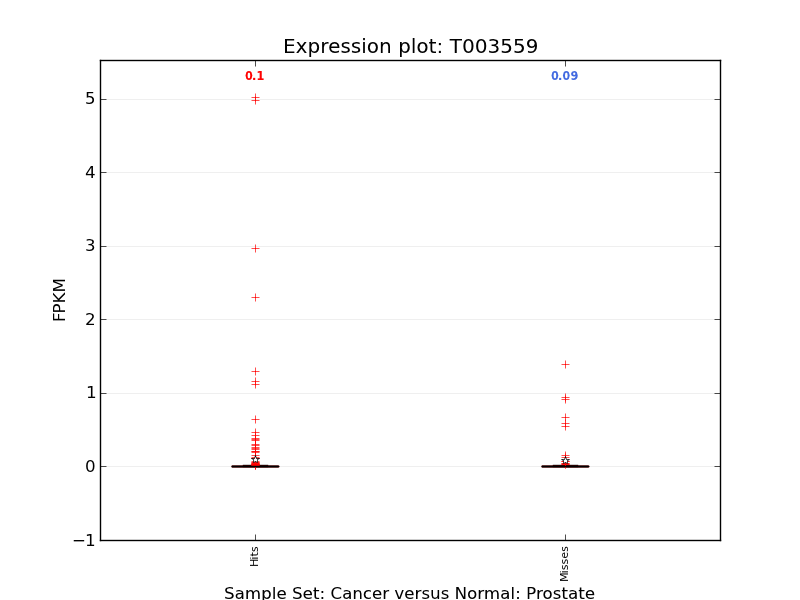 Expression plot: T003559
0.1
0.09
5
4
3
2
1
0
−1
FPKM
Hits
Misses
Sample Set: Cancer versus Normal: Prostate